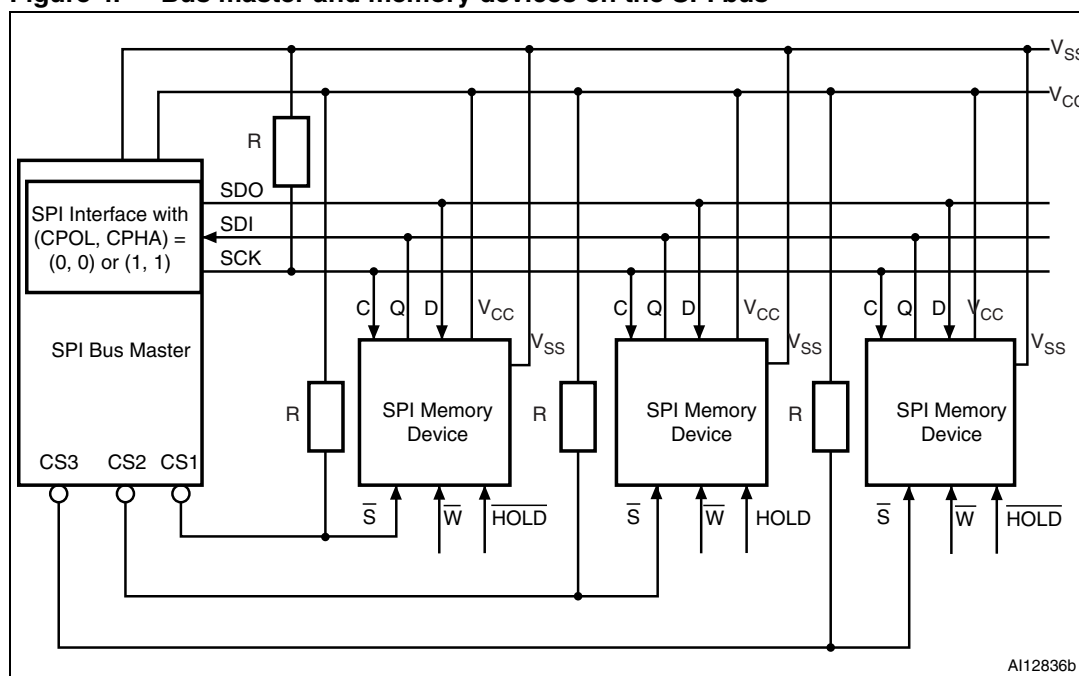 Figure 4. Bus master and memory devices on the SPI bus
VSS
VCC
R
SDO
SDI
SCK
SPI Interface with
(CPOL, CPHA) =
(0, 0) or (1, 1)
SPI Bus Master
CS3 CS2 CS1
C Q D VCC VSS
C Q D VCC VSS
C Q D VCC VSS
R
SPI Memory
Device
R
SPI Memory
Device
R
SPI Memory
Device
S̅ W̅ H̅O̅L̅D̅
S̅ W̅ HOLD
S̅ W̅ H̅O̅L̅D̅
AI12836b